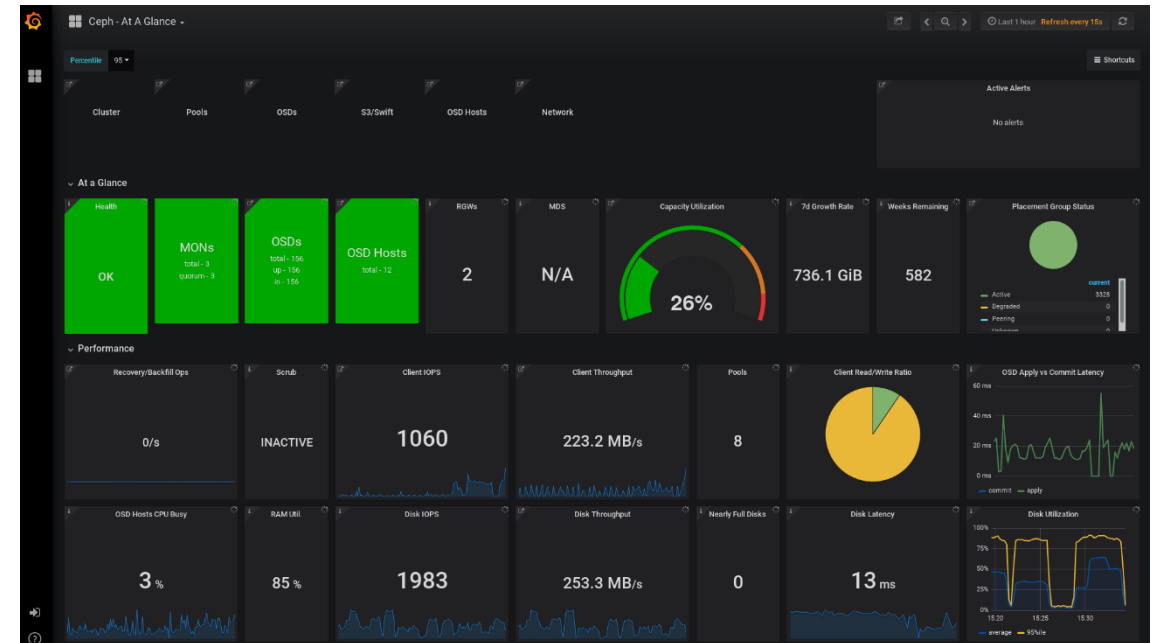 Ceph - At A Glance
Last 1 hour Refresh every 15s
Percentile 95
Shortcuts
Cluster
Pools
OSDs
S3/Swift
OSD Hosts
Network
Active Alerts
No alerts
At a Glance
Health
OK
MONs
total - 3
quorum - 3
OSDs
total - 156
up - 156
in - 156
OSD Hosts
total - 12
RGWs
2
MDS
N/A
Capacity Utilization
26%
7d Growth Rate
736.1 GiB
Weeks Remaining
582
Placement Group Status
current
Active 3328
Degraded 0
Peering 0
Performance
Recovery/Backfill Ops
0/s
Scrub
INACTIVE
Client IOPS
1060
Client Throughput
223.2 MB/s
Pools
8
Client Read/Write Ratio
OSD Apply vs Commit Latency
60 ms
40 ms
20 ms
0 ms
commit apply
OSD Hosts CPU Busy
3 %
RAM Util.
85 %
Disk IOPS
1983
Disk Throughput
253.3 MB/s
Nearly Full Disks
0
Disk Latency
13 ms
Disk Utilization
100%
75%
50%
25%
0%
15:20 15:25 15:30
average 95%ile